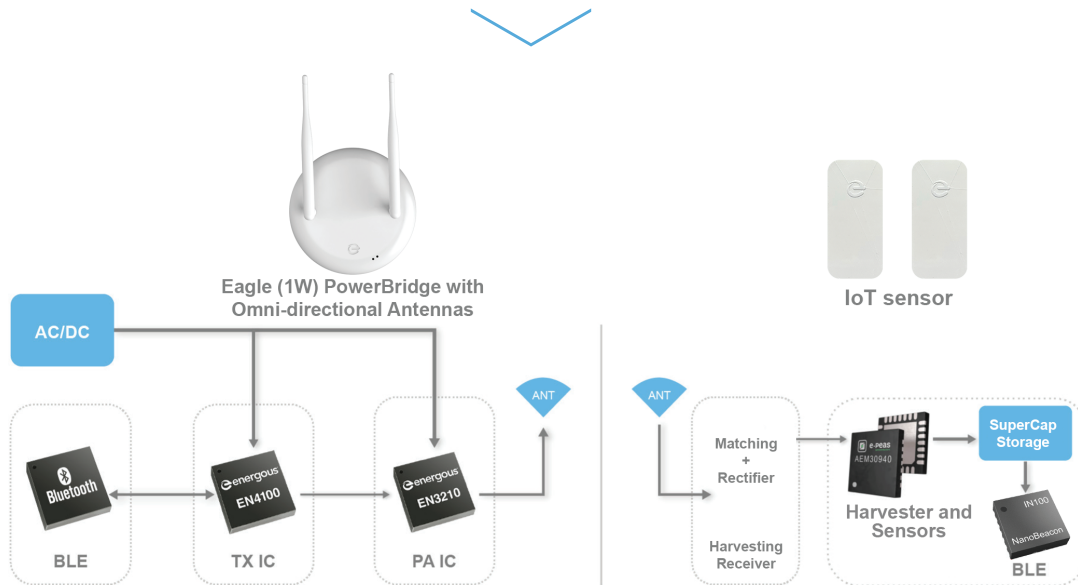 Eagle (1W) PowerBridge with
Omni-directional Antennas
IoT sensor
AC/DC
ANT
ANT
Bluetooth
energous
EN4100
energous
EN3210
BLE
TX IC
PA IC
Matching
+
Rectifier
Harvesting
Receiver
e-peas
AEM30940
Harvester and
Sensors
SuperCap
Storage
IN100
NanoBeacon
BLE